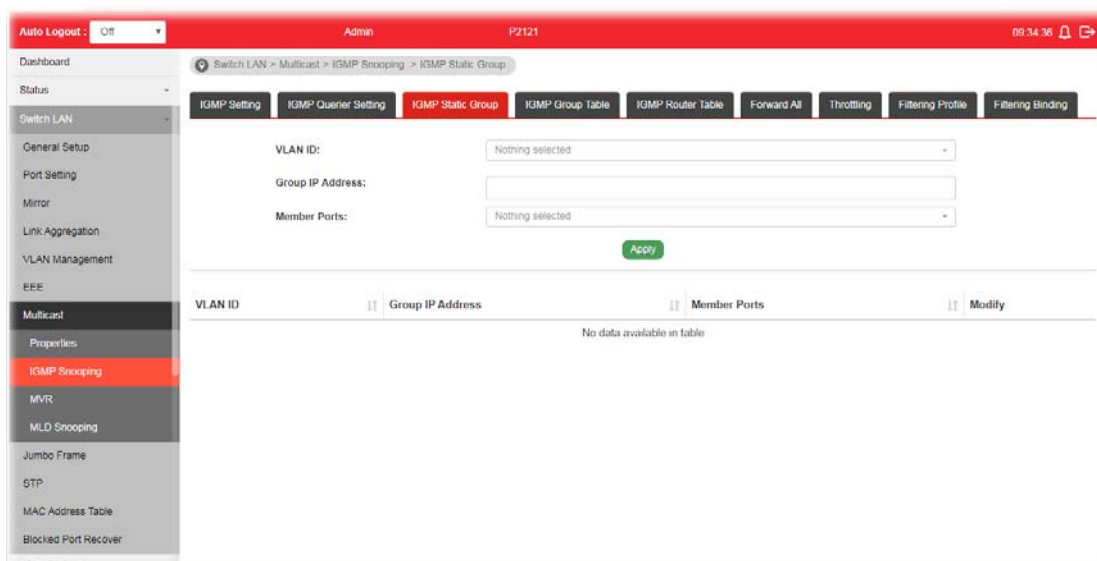 Auto Logout : Off Admin P2121 09:34:36
Dashboard
Status
Switch LAN
General Setup
Port Setting
Mirror
Link Aggregation
VLAN Management
EEE
Multicast
Properties
IGMP Snooping
MVR
MLD Snooping
Jumbo Frame
STP
MAC Address Table
Blocked Port Recover
Switch LAN > Multicast > IGMP Snooping > IGMP Static Group
IGMP Setting IGMP Querier Setting IGMP Static Group IGMP Group Table IGMP Router Table Forward All Throttling Filtering Profile Filtering Binding
VLAN ID: Nothing selected
Group IP Address:
Member Ports: Nothing selected
Apply
VLAN ID Group IP Address Member Ports Modify
No data available in table